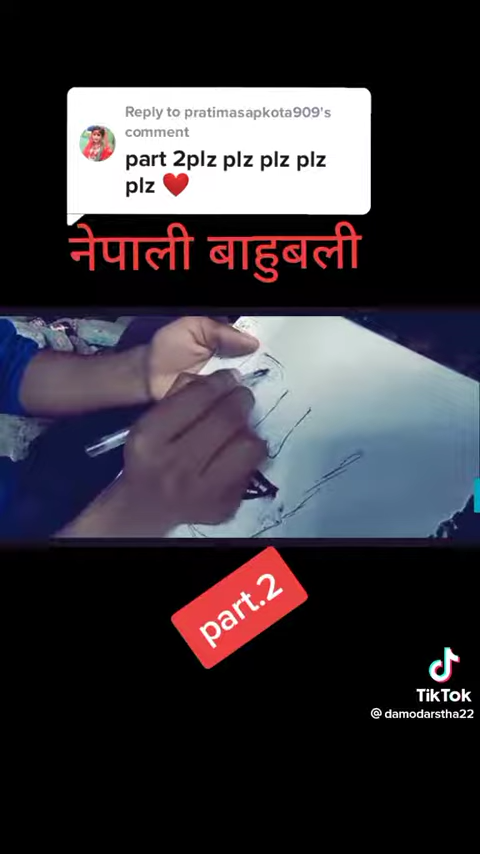 Reply to pratimasapkota909's
comment
part 2plz plz plz plz
plz ❤️
नेपाली बाहुबली
part.2
TikTok
@damodarstha22